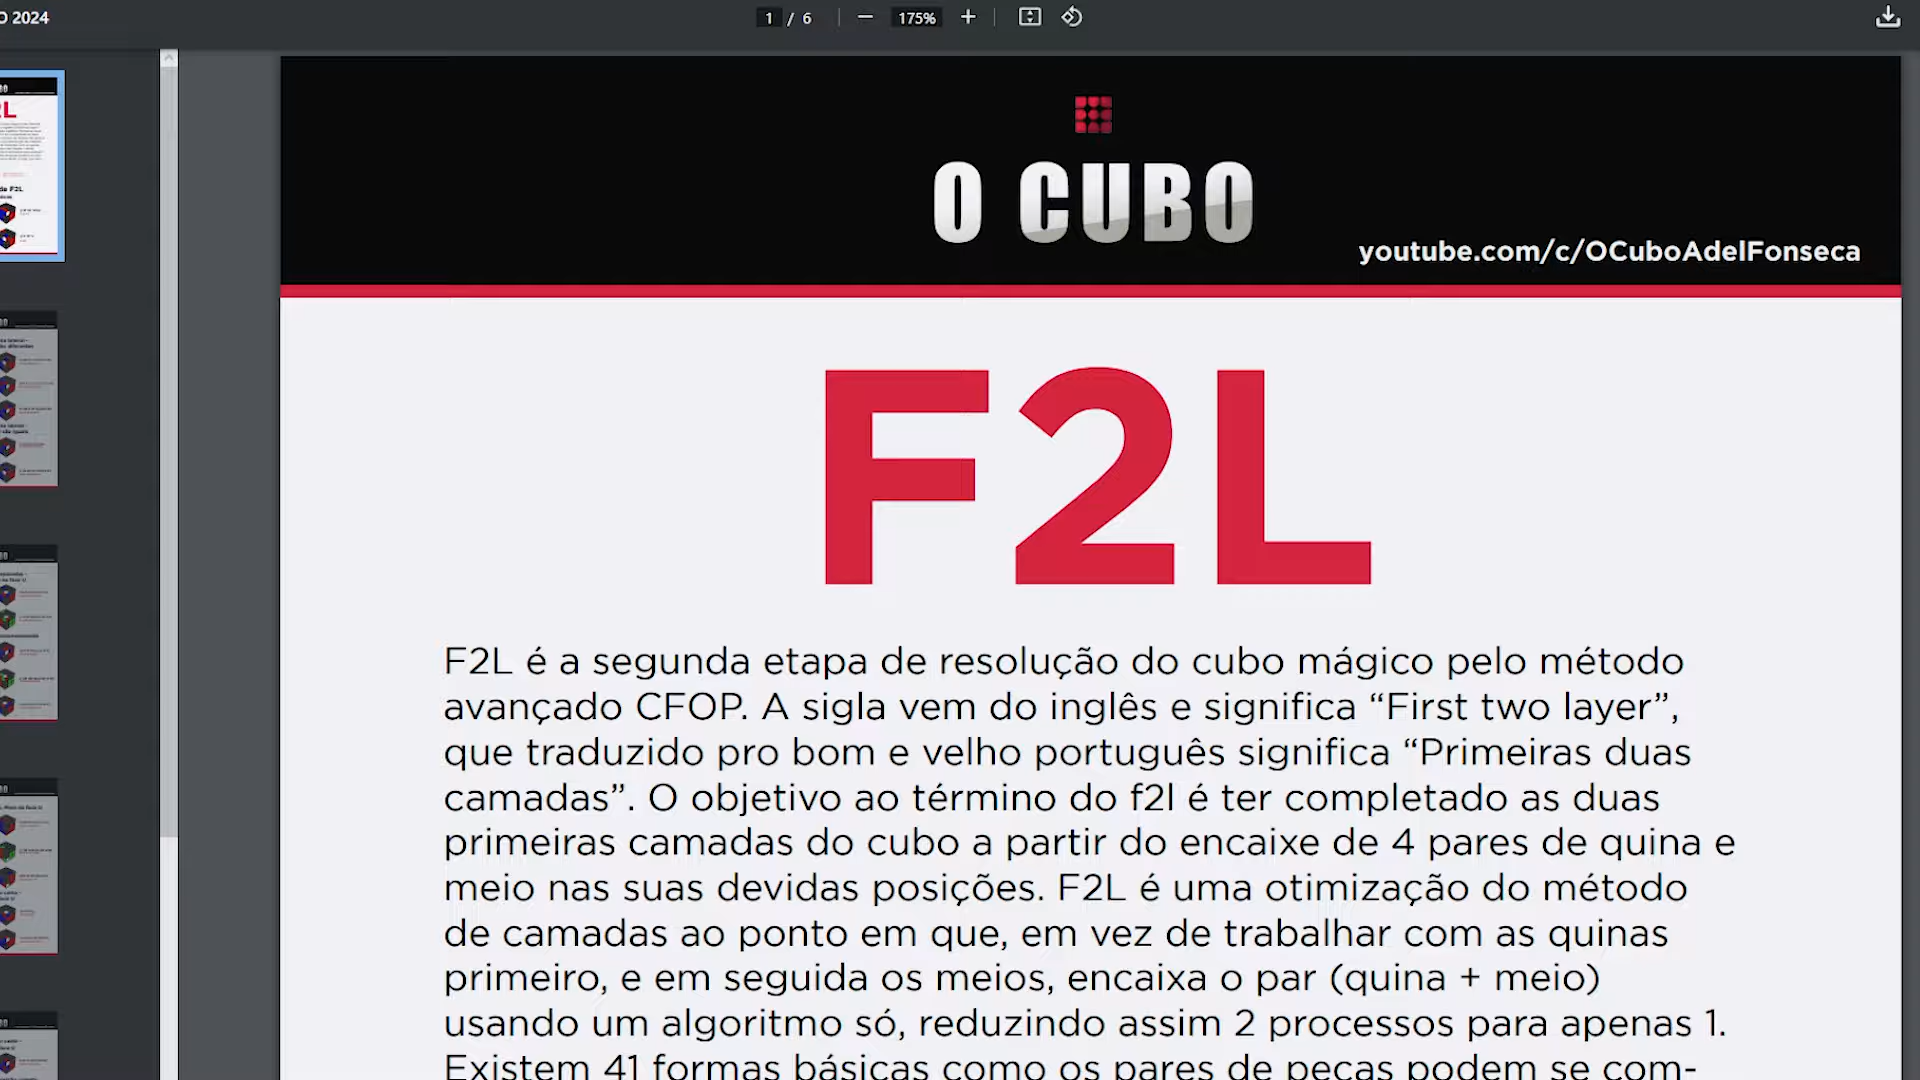 O 2024
1 / 6
175%
O CUBO
youtube.com/c/OCuboAdelFonseca
F2L
F2L é a segunda etapa de resolução do cubo mágico pelo método
avançado CFOP. A sigla vem do inglês e significa “First two layer”,
que traduzido pro bom e velho português significa “Primeiras duas
camadas”. O objetivo ao término do f2l é ter completado as duas
primeiras camadas do cubo a partir do encaixe de 4 pares de quina e
meio nas suas devidas posições. F2L é uma otimização do método
de camadas ao ponto em que, em vez de trabalhar com as quinas
primeiro, e em seguida os meios, encaixa o par (quina + meio)
usando um algoritmo só, reduzindo assim 2 processos para apenas 1.
Existem 41 formas básicas como os pares de peças podem se com-